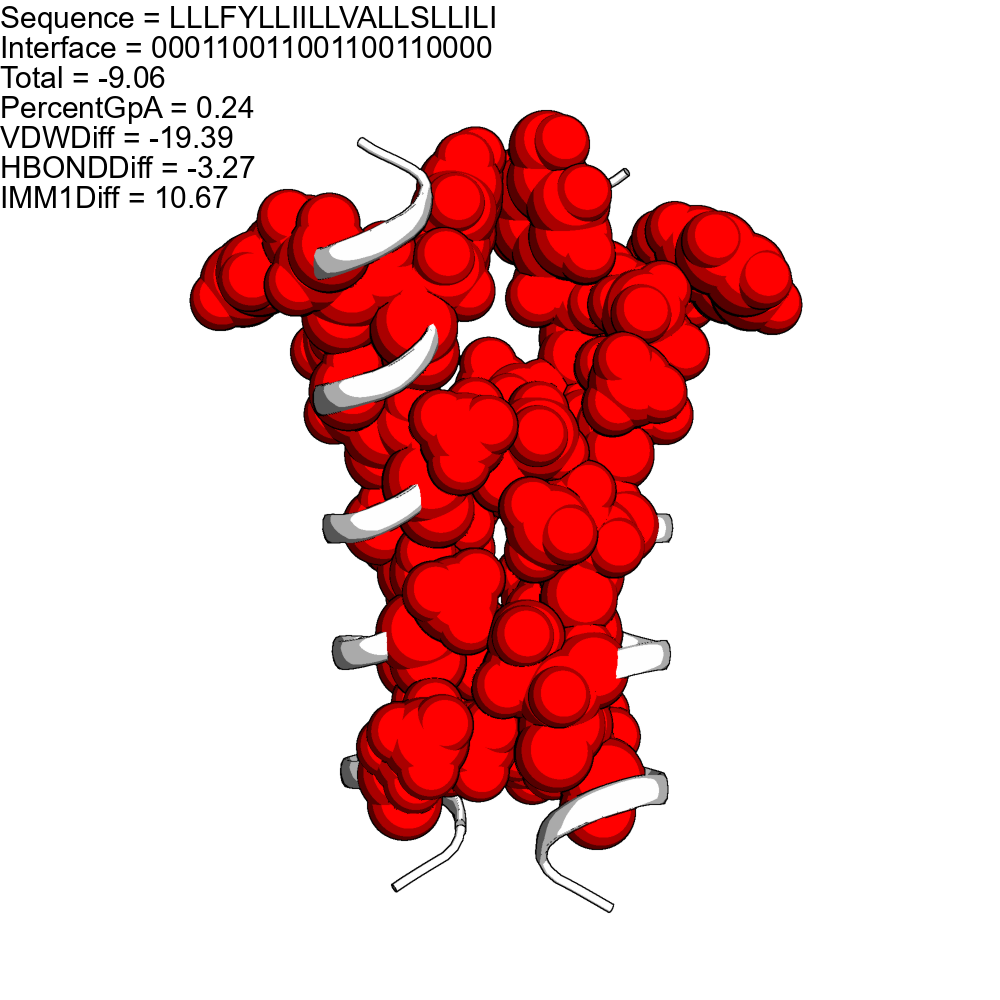 Sequence = LLLFYLLIILLVALLSLLILI
Interface = 000110011001100110000
Total = -9.06
PercentGpA = 0.24
VDWDiff = -19.39
HBONDDiff = -3.27
IMM1Diff = 10.67